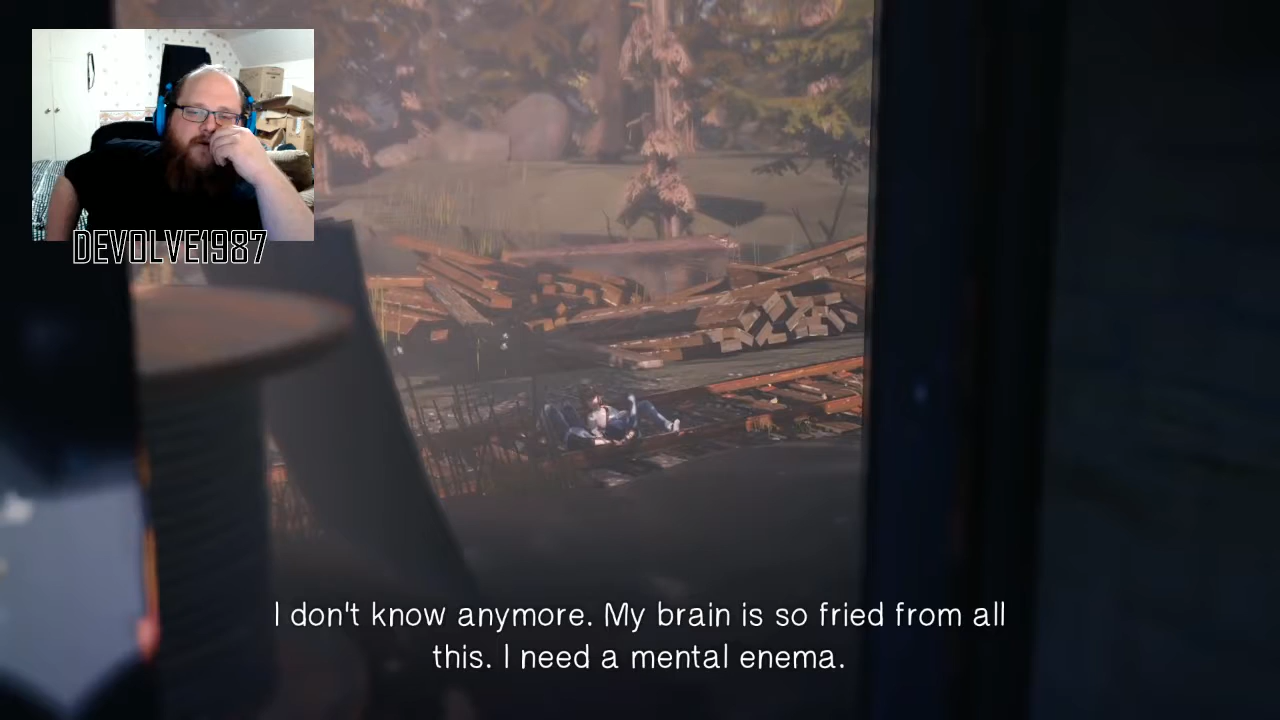 DEVOLVE1987
I don't know anymore. My brain is so fried from all
this. I need a mental enema.